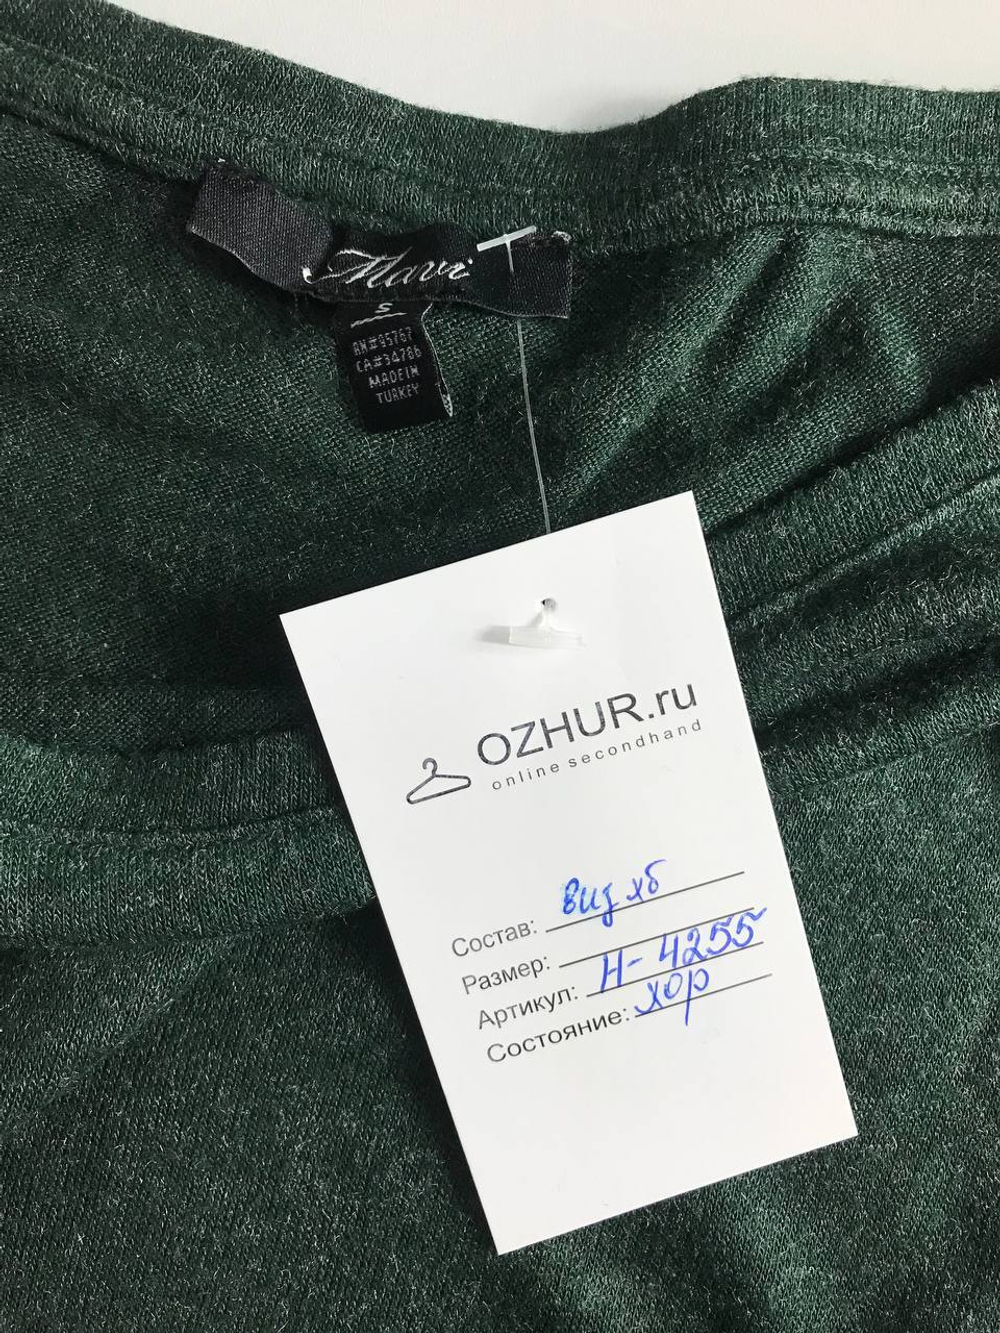 Mavi
S
RN#95767
CA#34786
MADE IN
TURKEY
OZHUR.ru
online secondhand
Состав: вид хб
Размер:
Артикул: Н-4255
Состояние: хор